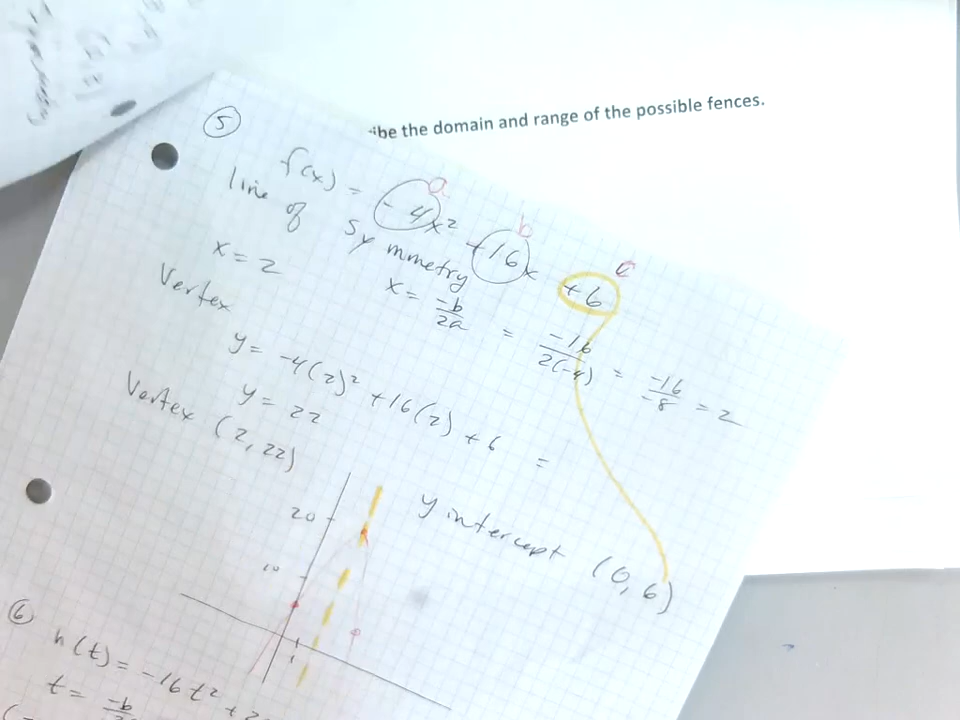 be the domain and range of the possible fences.
5
a b c
f(x) = -4x² +16x +6
line of symmetry
x = 2 x = -b/2a = -16/2(-4) = -16/-8 = 2
Vertex
y = -4(2)² +16(2) +6 =
y = 22
Vertex (2, 22)
y intercept (0, 6)
20
10
1
6
h(t) = -16t² +
t = -b